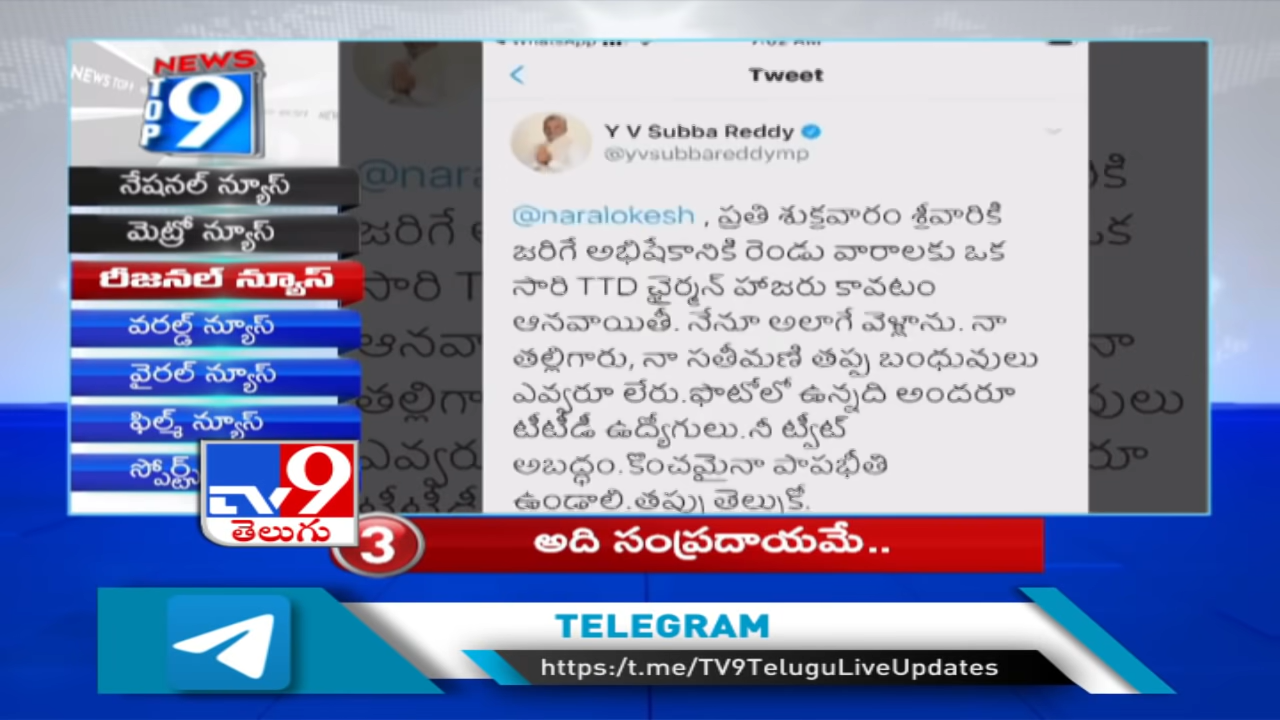 NEWS
TOP 9
నేషనల్ న్యూస్
మెట్రో న్యూస్
రీజనల్ న్యూస్
వరల్డ్ న్యూస్
వైరల్ న్యూస్
ఫిల్మ్ న్యూస్
స్పోర్ట్స్
TV9
తెలుగు
Tweet
Y V Subba Reddy
@yvsubbareddymp
@naralokesh , ప్రతి శుక్రవారం శ్రీవారికి
జరిగే అభిషేకానికి రెండు వారాలకు ఒక
సారి TTD ఛైర్మన్ హాజరు కావటం
ఆనవాయితీ. నేనూ అలాగే వెళ్లాను. నా
తల్లిగారు, నా సతీమణి తప్ప బంధువులు
ఎవ్వరూ లేరు.ఫొటోలో ఉన్నది అందరూ
టీటీడీ ఉద్యోగులు.నీ ట్వీట్
అబద్ధం.కొంచమైనా పాపభీతి
ఉండాలి.తప్పు తెల్సుకో.
3 అది సంప్రదాయమే..
TELEGRAM
https:/t.me/TV9TeluguLiveUpdates